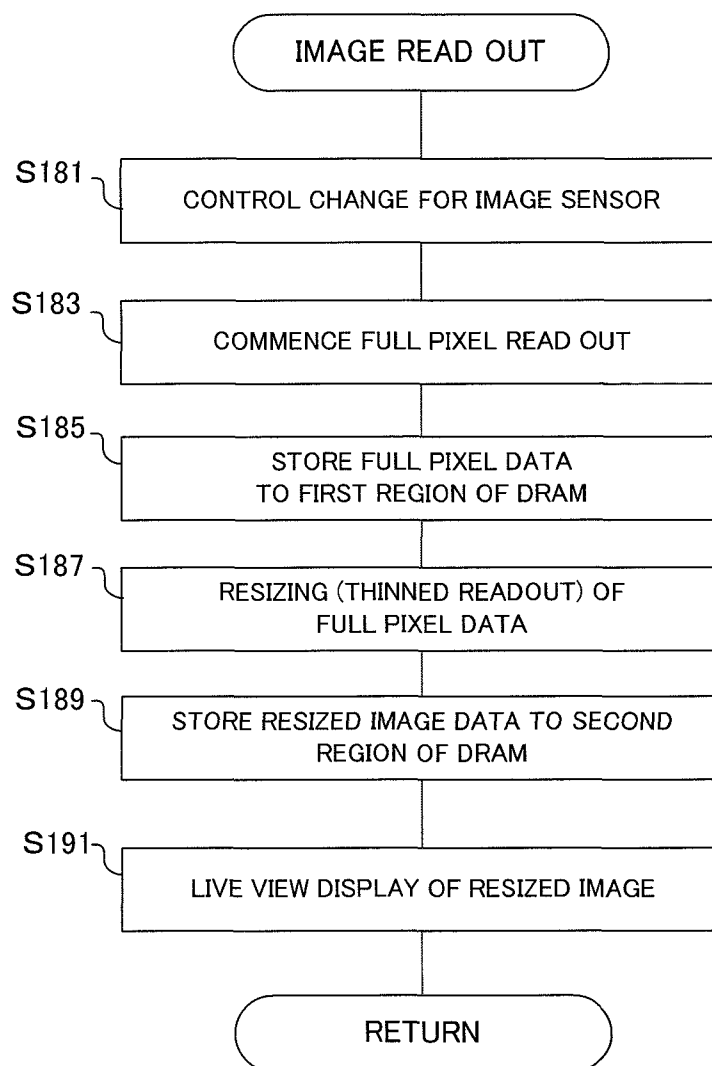 IMAGE READ OUT
S181
CONTROL CHANGE FOR IMAGE SENSOR
S183
COMMENCE FULL PIXEL READ OUT
S185
STORE FULL PIXEL DATA
TO FIRST REGION OF DRAM
S187
RESIZING (THINNED READOUT) OF
FULL PIXEL DATA
S189
STORE RESIZED IMAGE DATA TO SECOND
REGION OF DRAM
S191
LIVE VIEW DISPLAY OF RESIZED IMAGE
RETURN